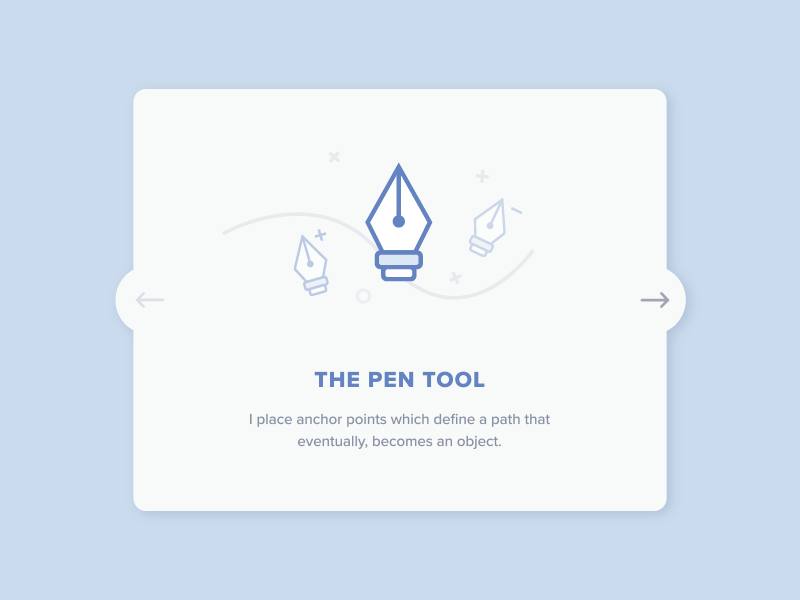 THE PEN TOOL
I place anchor points which define a path that
eventually, becomes an object.